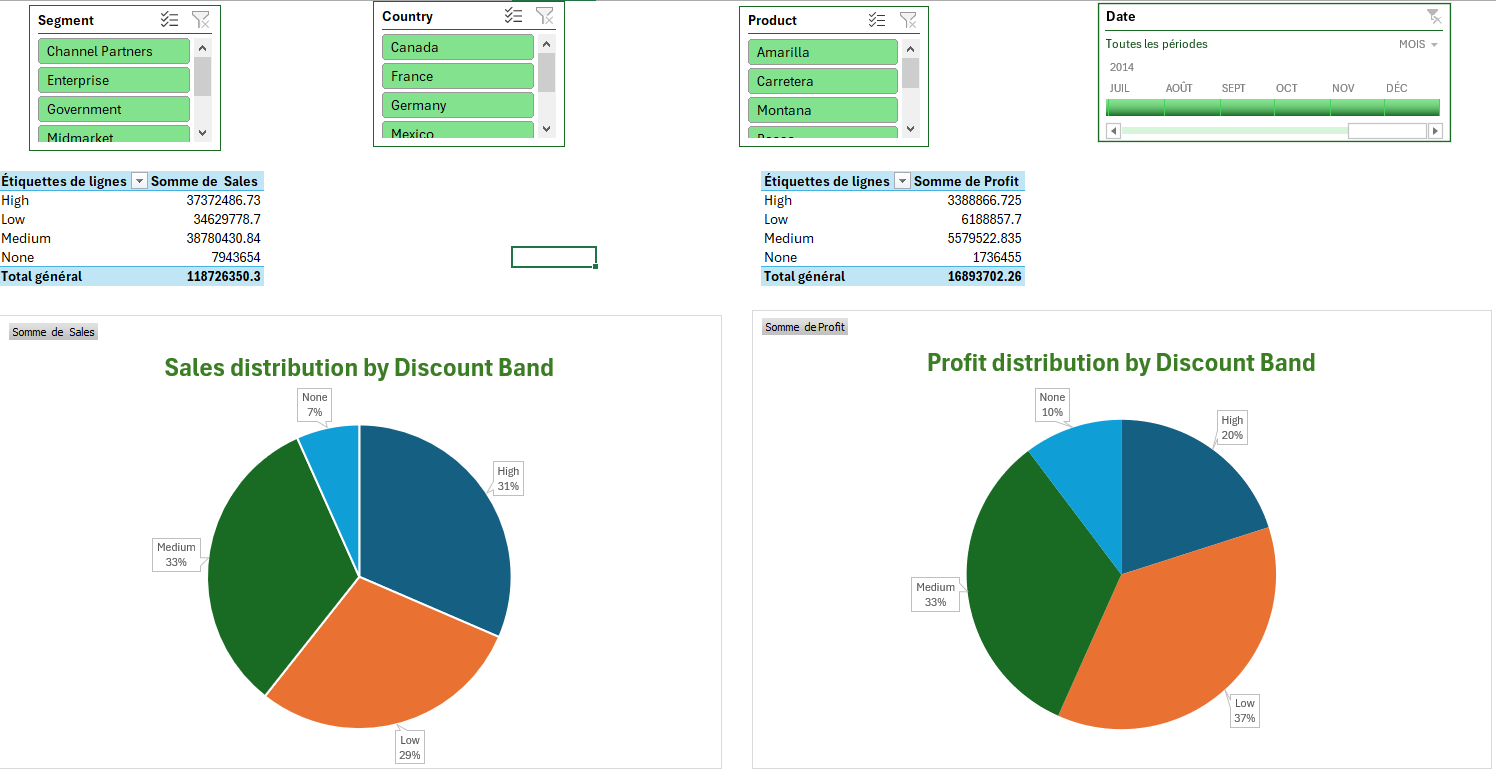 Segment
Channel Partners
Enterprise
Government
Midmarket
Country
Canada
France
Germany
Mexico
Product
Amarilla
Carretera
Montana
Date
Toutes les périodes
MOIS
2014
JUIL AOÛT SEPT OCT NOV DÉC
Étiquettes de lignes Somme de Sales
High 37372486.73
Low 34629778.7
Medium 38780430.84
None 7943654
Total général 118726350.3
Étiquettes de lignes Somme de Profit
High 3388866.725
Low 6188857.7
Medium 5579522.835
None 1736455
Total général 16893702.26
Somme de Sales
Sales distribution by Discount Band
None
7%
High
31%
Medium
33%
Low
29%
Somme de Profit
Profit distribution by Discount Band
None
10%
High
20%
Medium
33%
Low
37%